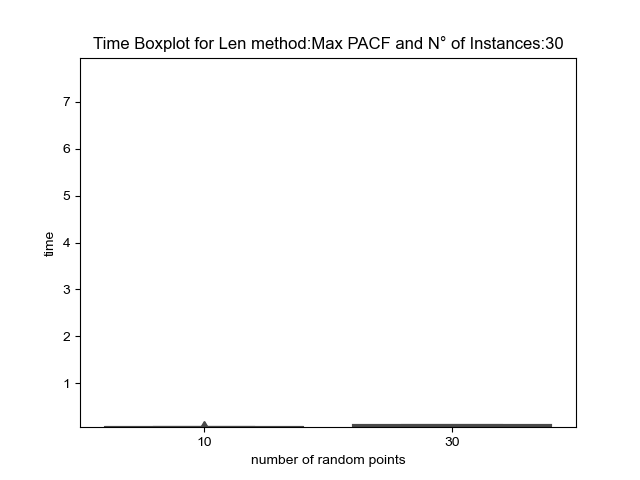 Time Boxplot for Len method:Max PACF and N° of Instances:30
7
6
5
4
3
2
1
time
10 30
number of random points